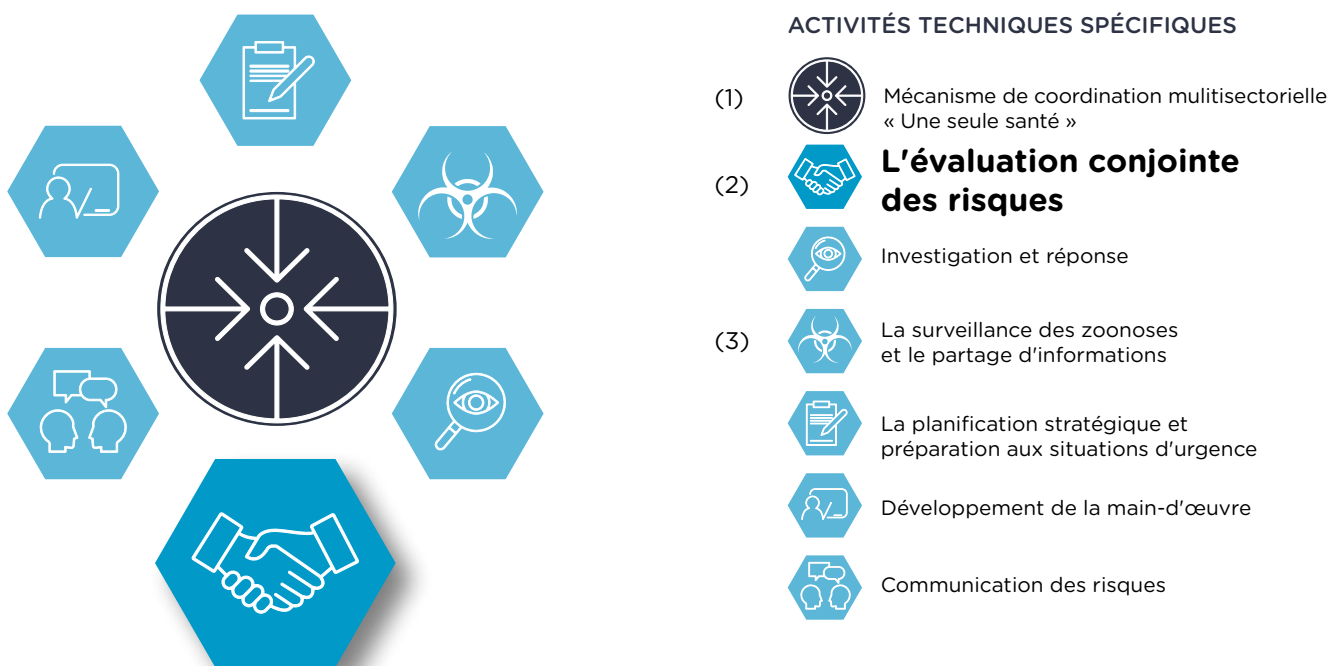 ACTIVITÉS TECHNIQUES SPÉCIFIQUES
(1)
Mécanisme de coordination mulitisectorielle
« Une seule santé »
(2)
L'évaluation conjointe
des risques
Investigation et réponse
(3)
La surveillance des zoonoses
et le partage d'informations
La planification stratégique et
préparation aux situations d'urgence
Développement de la main-d'œuvre
Communication des risques